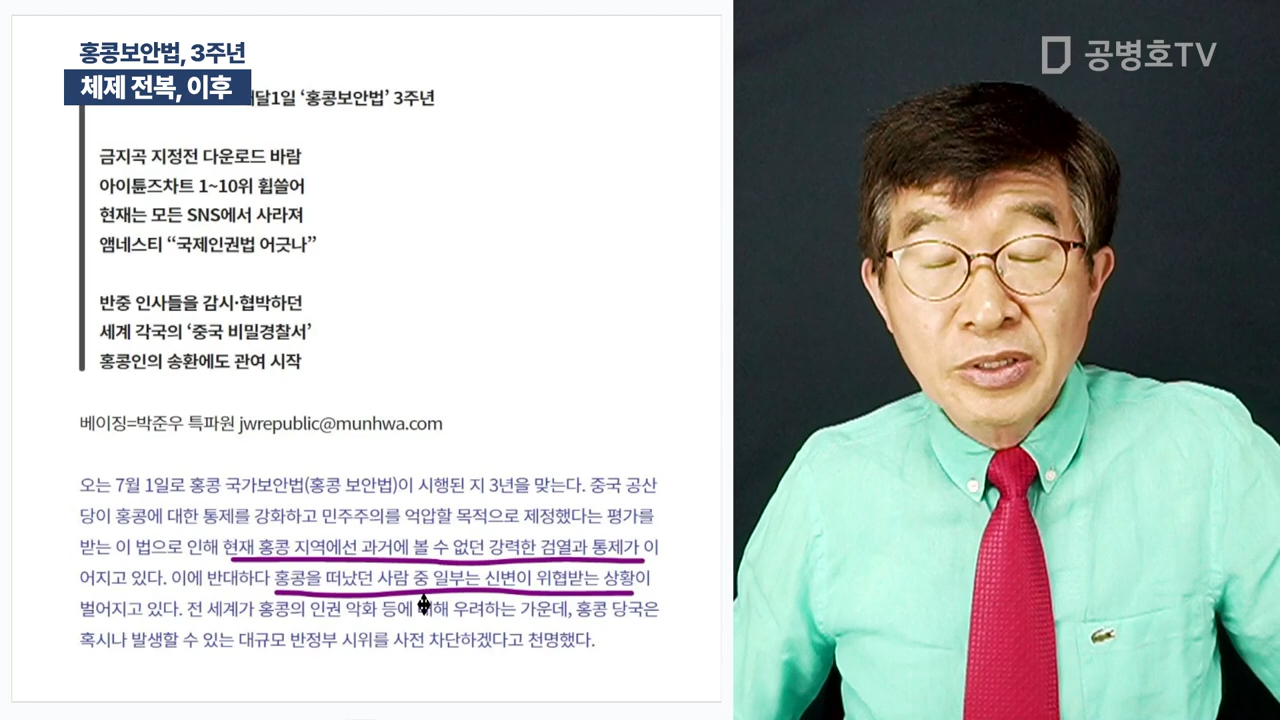 홍콩보안법, 3주년
체제 전복, 이후
달1일 ‘홍콩보안법’ 3주년
금지곡 지정전 다운로드 바람
아이튠즈차트 1~10위 휩쓸어
현재는 모든 SNS에서 사라져
앰네스티 “국제인권법 어긋나”
반중 인사들을 감시·협박하던
세계 각국의 ‘중국 비밀경찰서’
홍콩인의 송환에도 관여 시작
베이징=박준우 특파원 jwrepublic@munhwa.com
오는 7월 1일로 홍콩 국가보안법(홍콩 보안법)이 시행된 지 3년을 맞는다. 중국 공산
당이 홍콩에 대한 통제를 강화하고 민주주의를 억압할 목적으로 제정했다는 평가를
받는 이 법으로 인해 현재 홍콩 지역에선 과거에 볼 수 없던 강력한 검열과 통제가 이
어지고 있다. 이에 반대하다 홍콩을 떠났던 사람 중 일부는 신변이 위협받는 상황이
벌어지고 있다. 전 세계가 홍콩의 인권 악화 등에 우려하는 가운데, 홍콩 당국은
혹시나 발생할 수 있는 대규모 반정부 시위를 사전 차단하겠다고 천명했다.
공병호TV